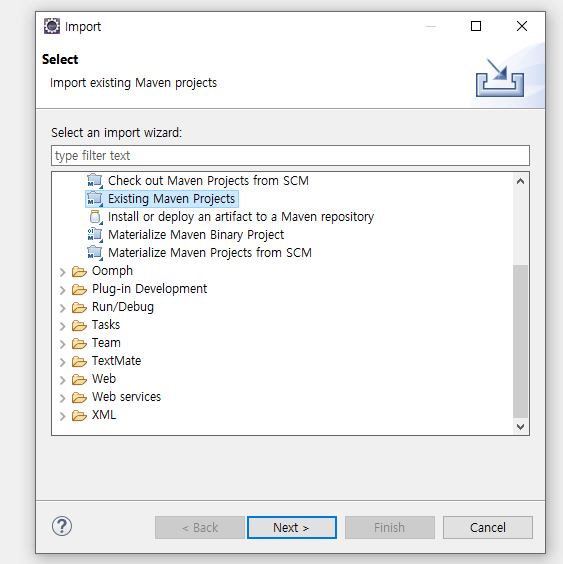 Import
Select
Import existing Maven projects
Select an import wizard:
type filter text
Check out Maven Projects from SCM
Existing Maven Projects
Install or deploy an artifact to a Maven repository
Materialize Maven Binary Project
Materialize Maven Projects from SCM
Oomph
Plug-in Development
Run/Debug
Tasks
Team
TextMate
Web
Web services
XML
? < Back Next > Finish Cancel